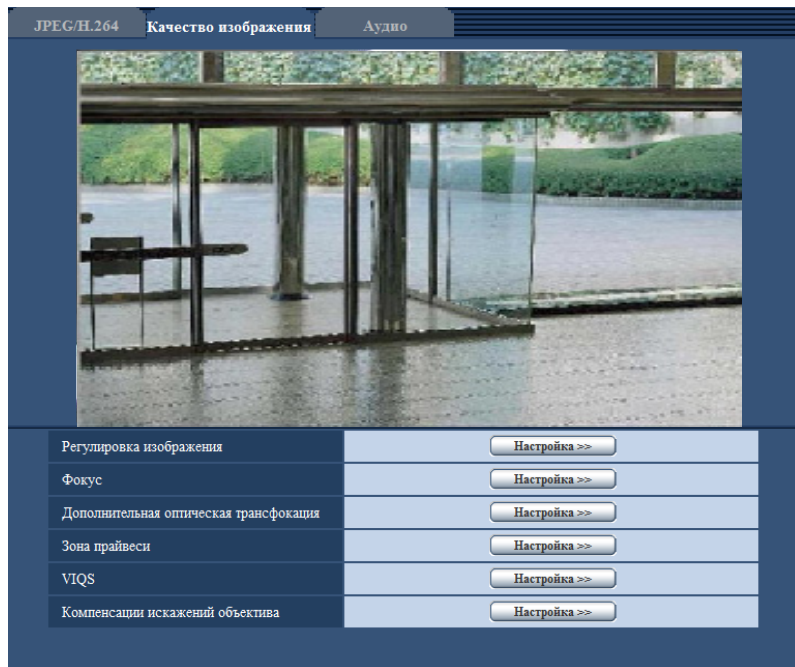 JPEG/H.264 Качество изображения Аудио
Регулировка изображения Настройка >>
Фокус Настройка >>
Дополнительная оптическая трансфокация Настройка >>
Зона прайвеси Настройка >>
VIQS Настройка >>
Компенсации искажений объектива Настройка >>